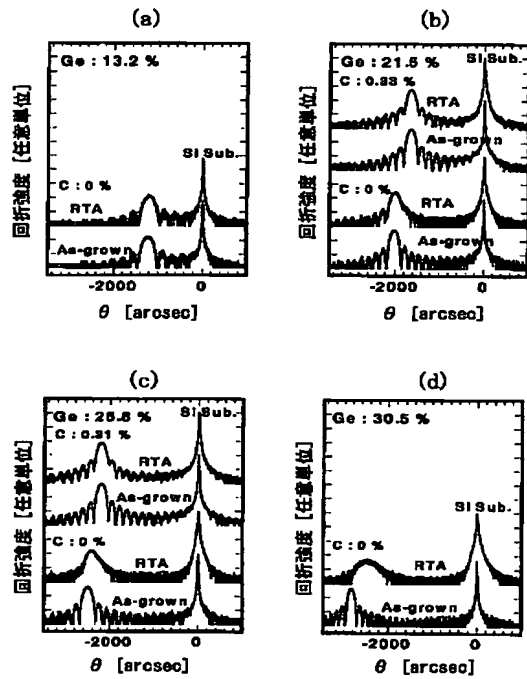 (a)
Ge : 13.2 %
Si Sub.
C : 0 %
RTA
As-grown
回折強度 [任意単位]
-2000
0
θ [arcsec]
(b)
Ge : 21.5 %
Si Sub.
C : 0.33 %
RTA
As-grown
C : 0 %
RTA
As-grown
回折強度 [任意単位]
-2000
0
θ [arcsec]
(c)
Ge : 25.5 %
Si Sub.
C : 0.31 %
RTA
As-grown
C : 0 %
RTA
As-grown
回折強度 [任意単位]
-2000
0
θ [arcsec]
(d)
Ge : 30.5 %
Si Sub.
C : 0 %
RTA
As-grown
回折強度 [任意単位]
-2000
0
θ [arcsec]